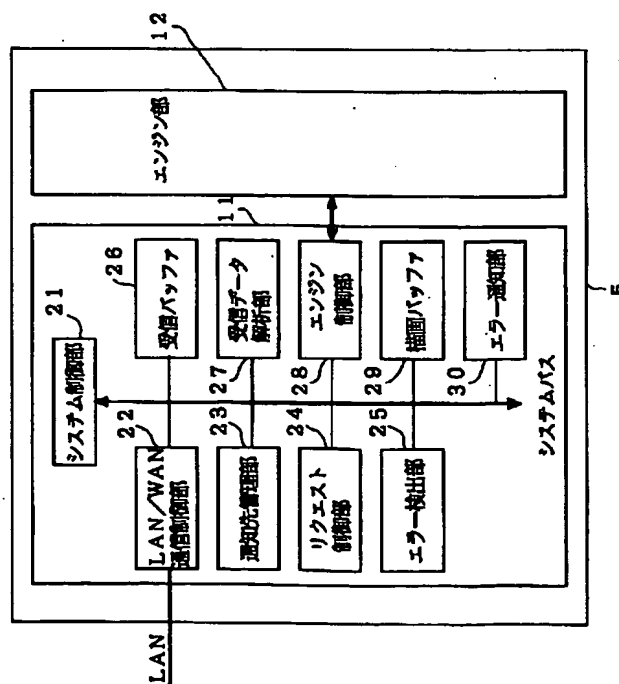 LAN
システム制御部
21
LAN/WAN
通信制御部
22
通知先管理部
23
リクエスト
制御部
24
エラー検出部
25
受信バッファ
26
受信データ
解析部
27
エンジン
制御部
28
描画バッファ
29
エラー通知部
30
システムバス
11
エンジン部
12
5